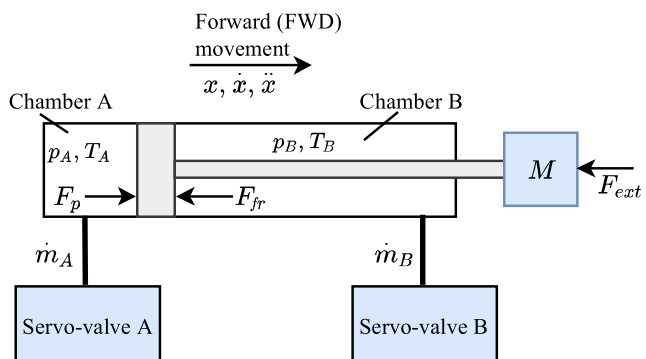 Forward (FWD)
movement
x, ẋ, ẍ
Chamber A
Chamber B
p_A, T_A
p_B, T_B
M
F_p
F_fr
F_ext
ṁ_A
ṁ_B
Servo-valve A
Servo-valve B